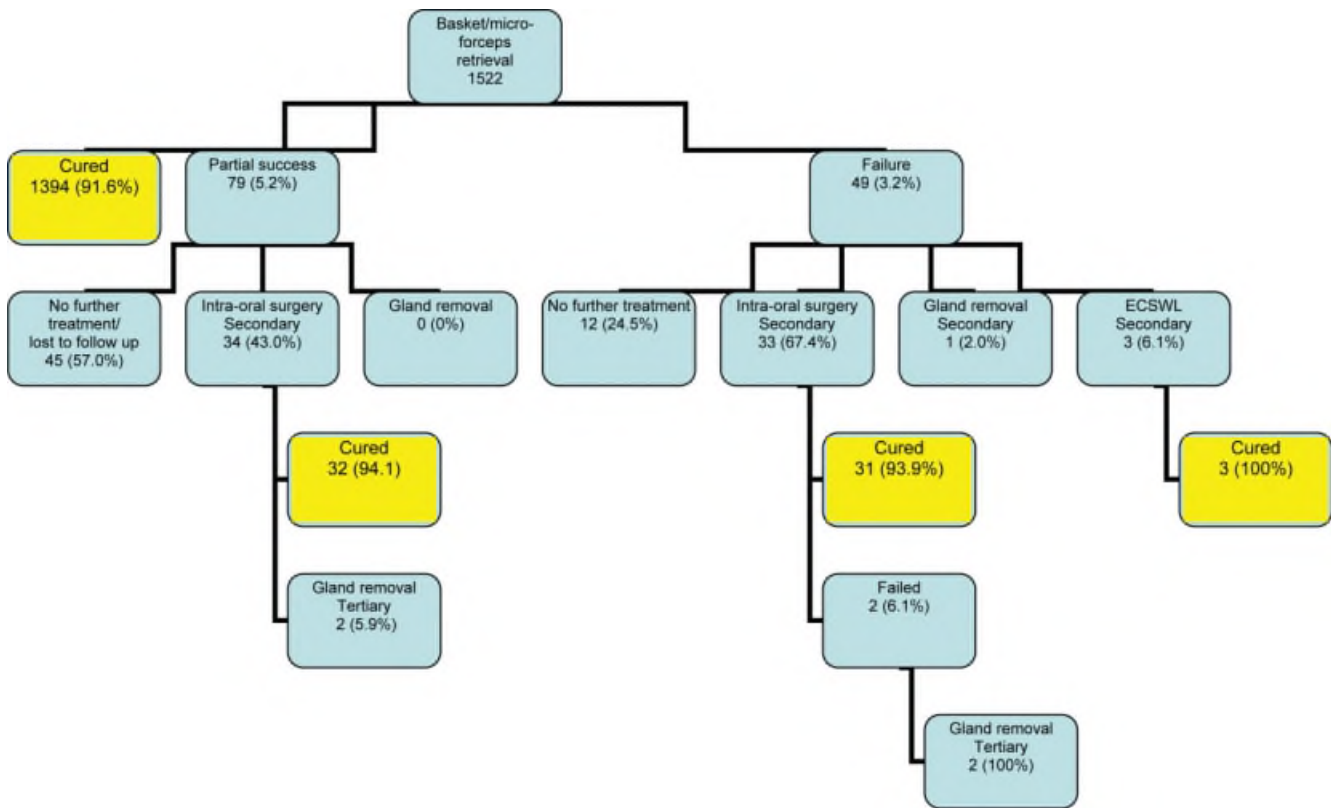 Basket/micro-
forceps
retrieval
1522
Cured
1394 (91.6%)
Partial success
79 (5.2%)
Failure
49 (3.2%)
No further
treatment/
lost to follow up
45 (57.0%)
Intra-oral surgery
Secondary
34 (43.0%)
Gland removal
0 (0%)
No further treatment
12 (24.5%)
Intra-oral surgery
Secondary
33 (67.4%)
Gland removal
Secondary
1 (2.0%)
ECSWL
Secondary
3 (6.1%)
Cured
32 (94.1)
Cured
31 (93.9%)
Cured
3 (100%)
Gland removal
Tertiary
2 (5.9%)
Failed
2 (6.1%)
Gland removal
Tertiary
2 (100%)